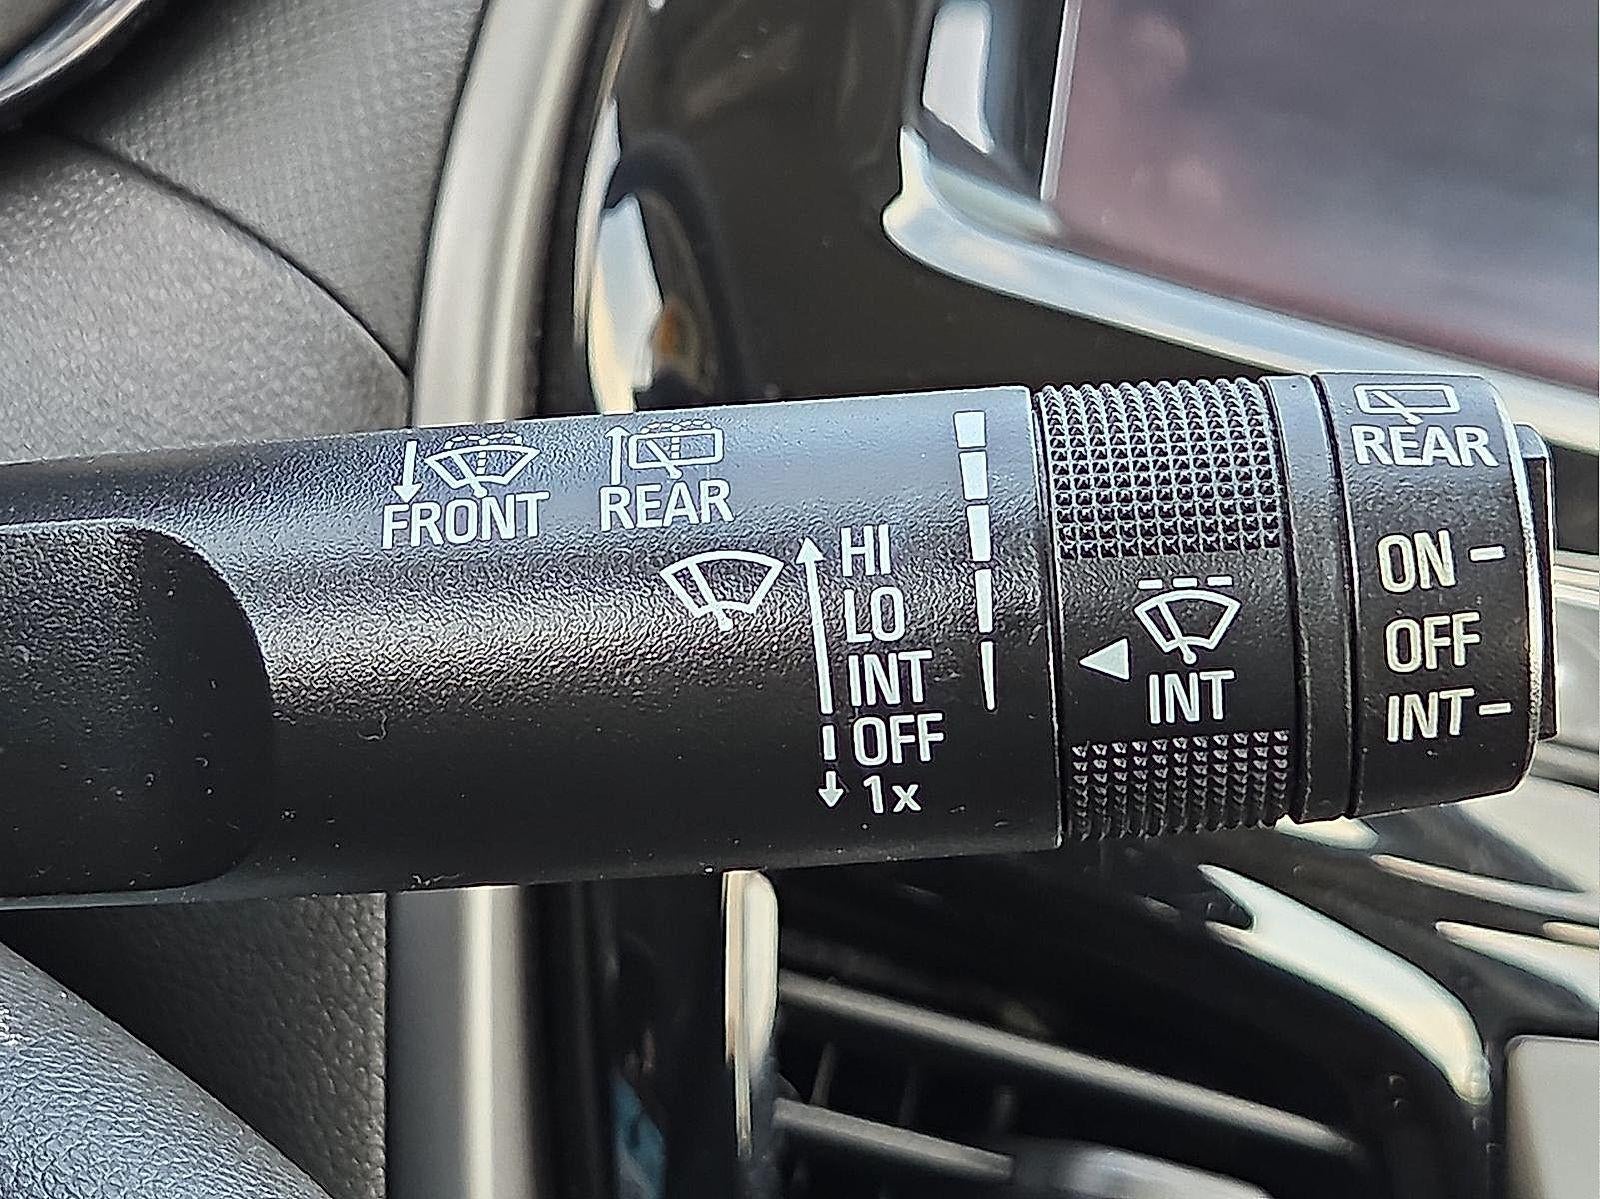 FRONT
REAR
HI
LO
INT
OFF
1x
INT
REAR
ON -
OFF
INT -